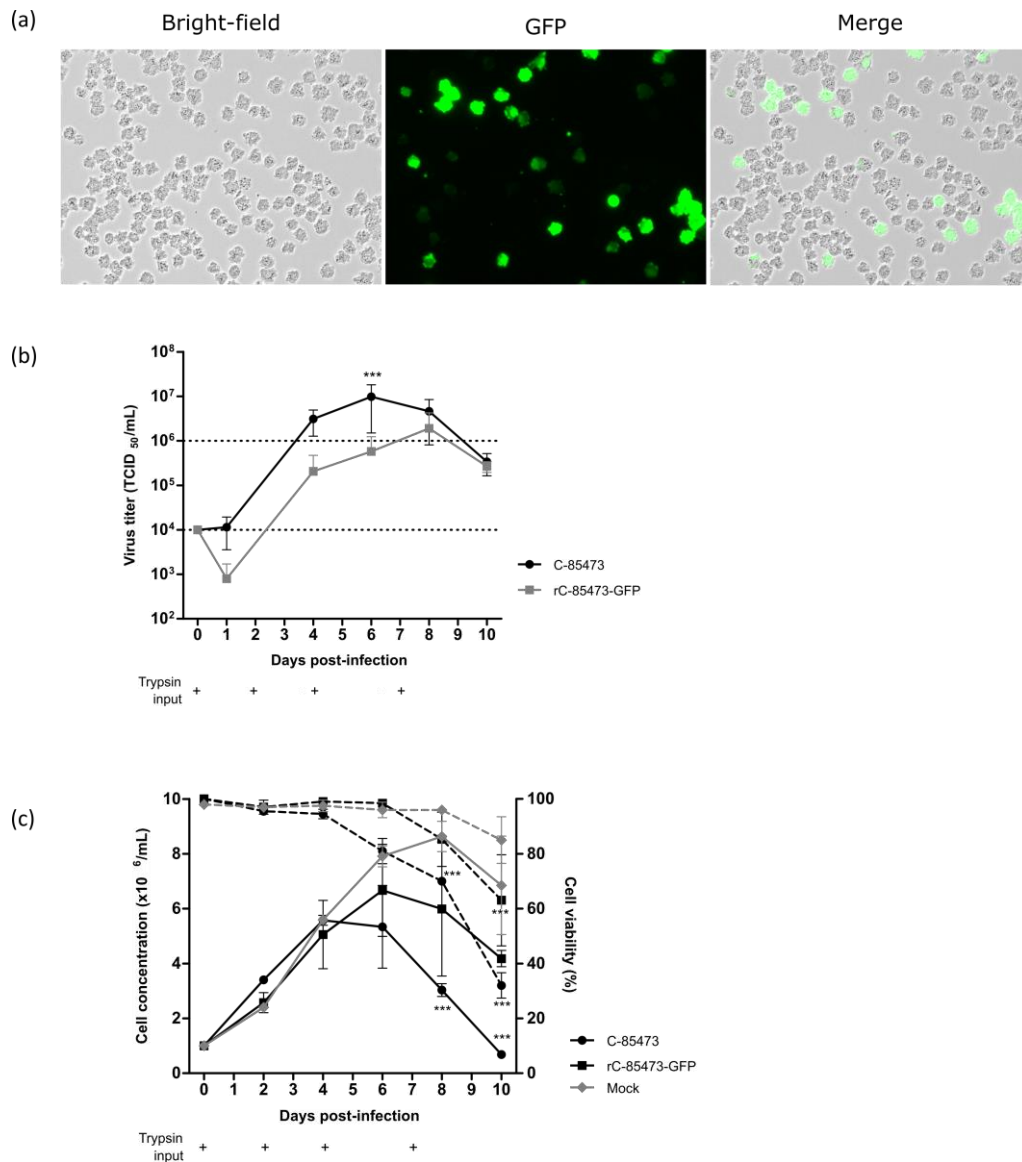 (a)
Bright-field
GFP
Merge
(b)
10⁸
10⁷
10⁶
10⁵
10⁴
10³
10²
Virus titer (TCID 50/mL)
***
0 1 2 3 4 5 6 7 8 9 10
Days post-infection
Trypsin
input
+ + + +
C-85473
rC-85473-GFP
(c)
10
8
6
4
2
0
Cell concentration (x10 ⁶/mL)
100
80
60
40
20
0
Cell viability (%)
***
***
***
***
***
0 1 2 3 4 5 6 7 8 9 10
Days post-infection
Trypsin
input
+ + + +
C-85473
rC-85473-GFP
Mock